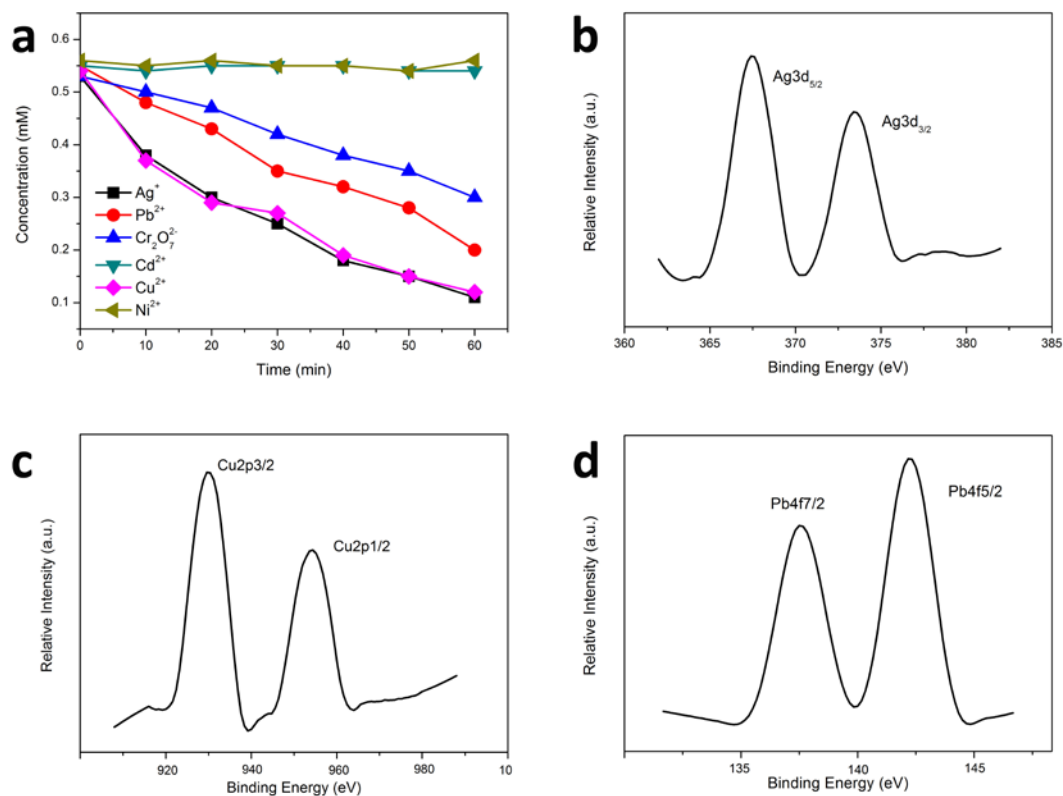 a
0.6
0.5
0.4
0.3
0.2
0.1
Concentration (mM)
Ag⁺
Pb²⁺
Cr₂O₇²⁻
Cd²⁺
Cu²⁺
Ni²⁺
0 10 20 30 40 50 60
Time (min)
b
Relative Intensity (a.u.)
Ag3d₅/₂
Ag3d₃/₂
360 365 370 375 380 385
Binding Energy (eV)
c
Relative Intensity (a.u.)
Cu2p3/2
Cu2p1/2
920 940 960 980 10
Binding Energy (eV)
d
Relative Intensity (a.u.)
Pb4f7/2
Pb4f5/2
135 140 145
Binding Energy (eV)